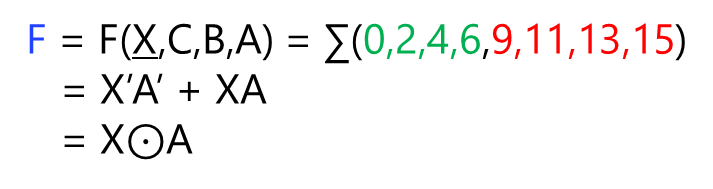 F = F(X,C,B,A) = ∑(0,2,4,6,9,11,13,15)
= X′A′ + XA
= X⊙A